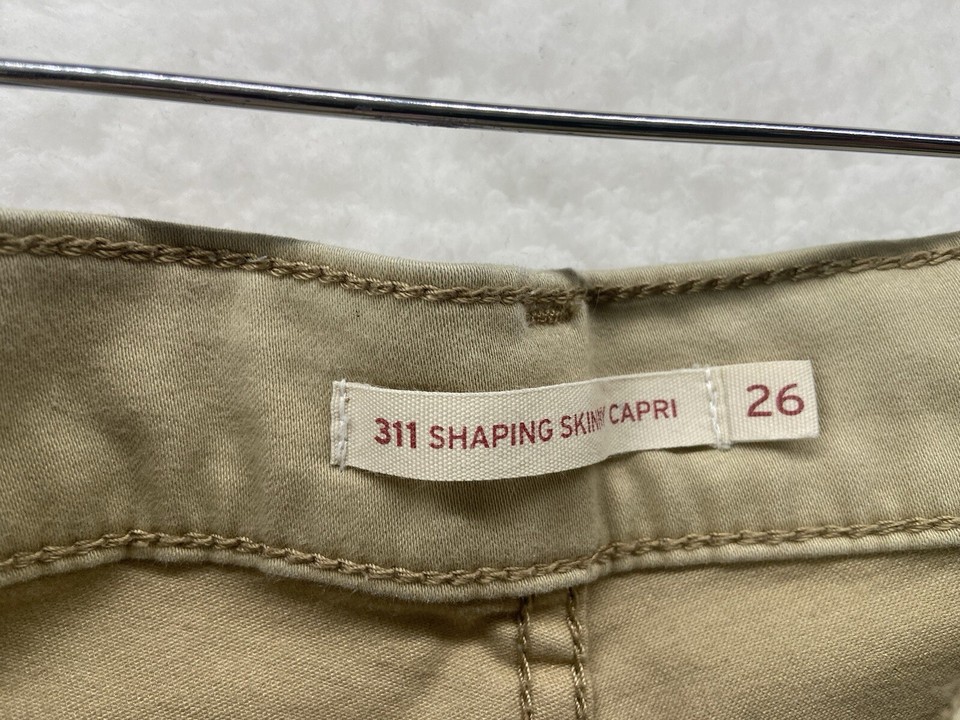 311 SHAPING SKINNY CAPRI 26